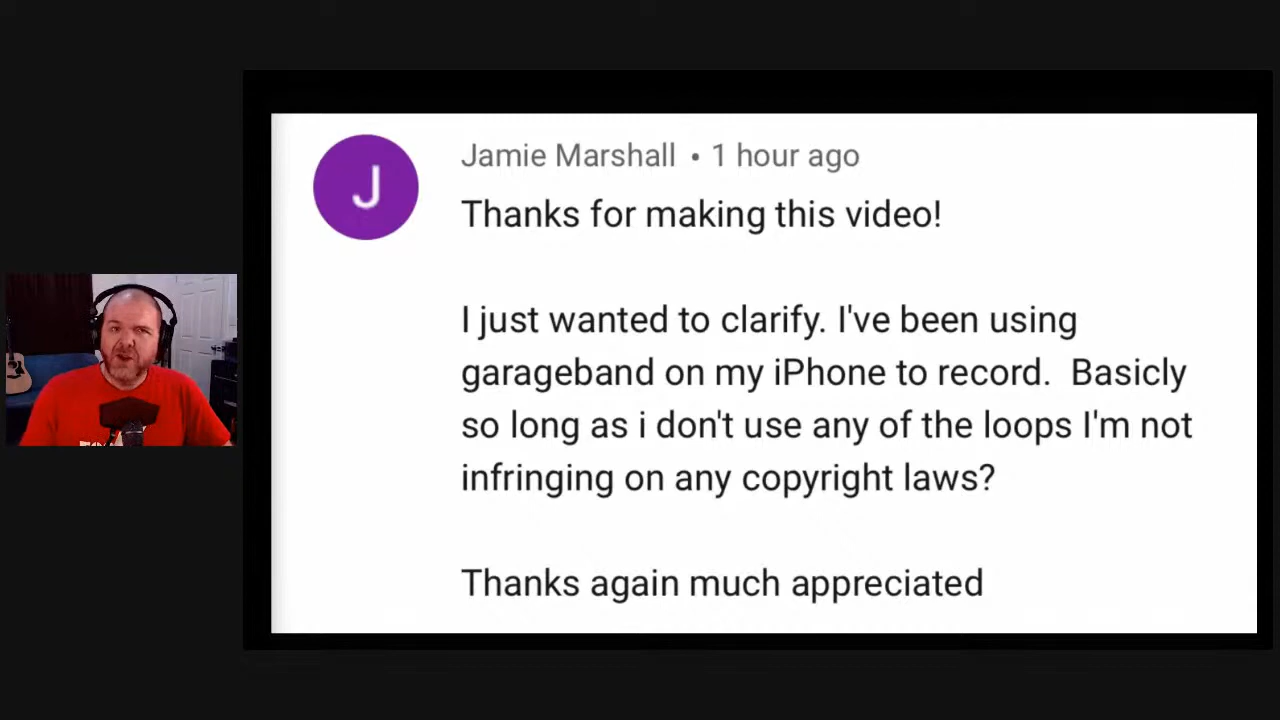 J
Jamie Marshall • 1 hour ago
Thanks for making this video!
I just wanted to clarify. I've been using
garageband on my iPhone to record.  Basicly
so long as i don't use any of the loops I'm not
infringing on any copyright laws?
Thanks again much appreciated